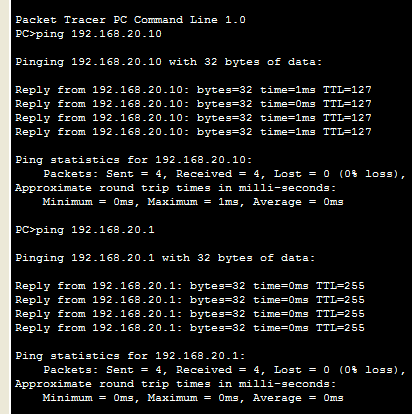 Packet Tracer PC Command Line 1.0
PC>ping 192.168.20.10
Pinging 192.168.20.10 with 32 bytes of data:
Reply from 192.168.20.10: bytes=32 time=1ms TTL=127
Reply from 192.168.20.10: bytes=32 time=0ms TTL=127
Reply from 192.168.20.10: bytes=32 time=1ms TTL=127
Reply from 192.168.20.10: bytes=32 time=1ms TTL=127
Ping statistics for 192.168.20.10:
Packets: Sent = 4, Received = 4, Lost = 0 (0% loss),
Approximate round trip times in milli-seconds:
Minimum = 0ms, Maximum = 1ms, Average = 0ms
PC>ping 192.168.20.1
Pinging 192.168.20.1 with 32 bytes of data:
Reply from 192.168.20.1: bytes=32 time=0ms TTL=255
Reply from 192.168.20.1: bytes=32 time=0ms TTL=255
Reply from 192.168.20.1: bytes=32 time=0ms TTL=255
Reply from 192.168.20.1: bytes=32 time=0ms TTL=255
Ping statistics for 192.168.20.1:
Packets: Sent = 4, Received = 4, Lost = 0 (0% loss),
Approximate round trip times in milli-seconds:
Minimum = 0ms, Maximum = 0ms, Average = 0ms